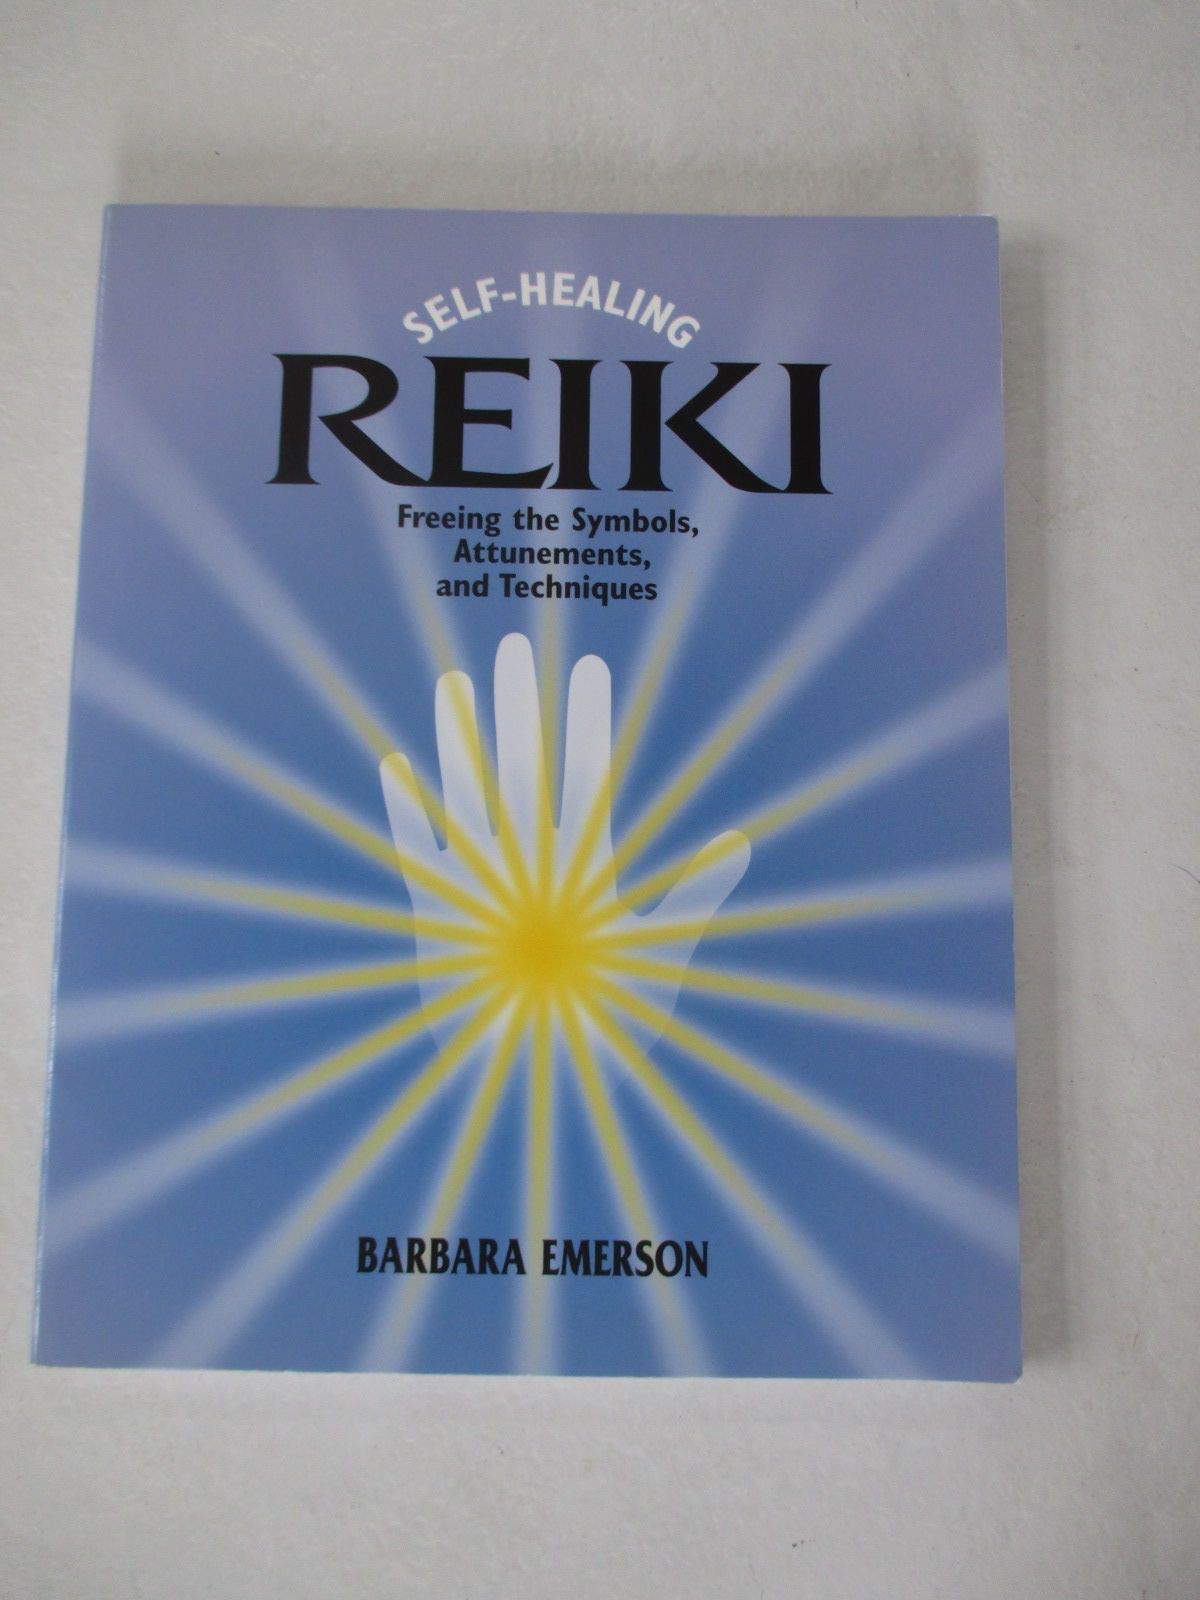 SELF-HEALING
REIKI
Freeing the Symbols,
Attunements,
and Techniques
BARBARA EMERSON